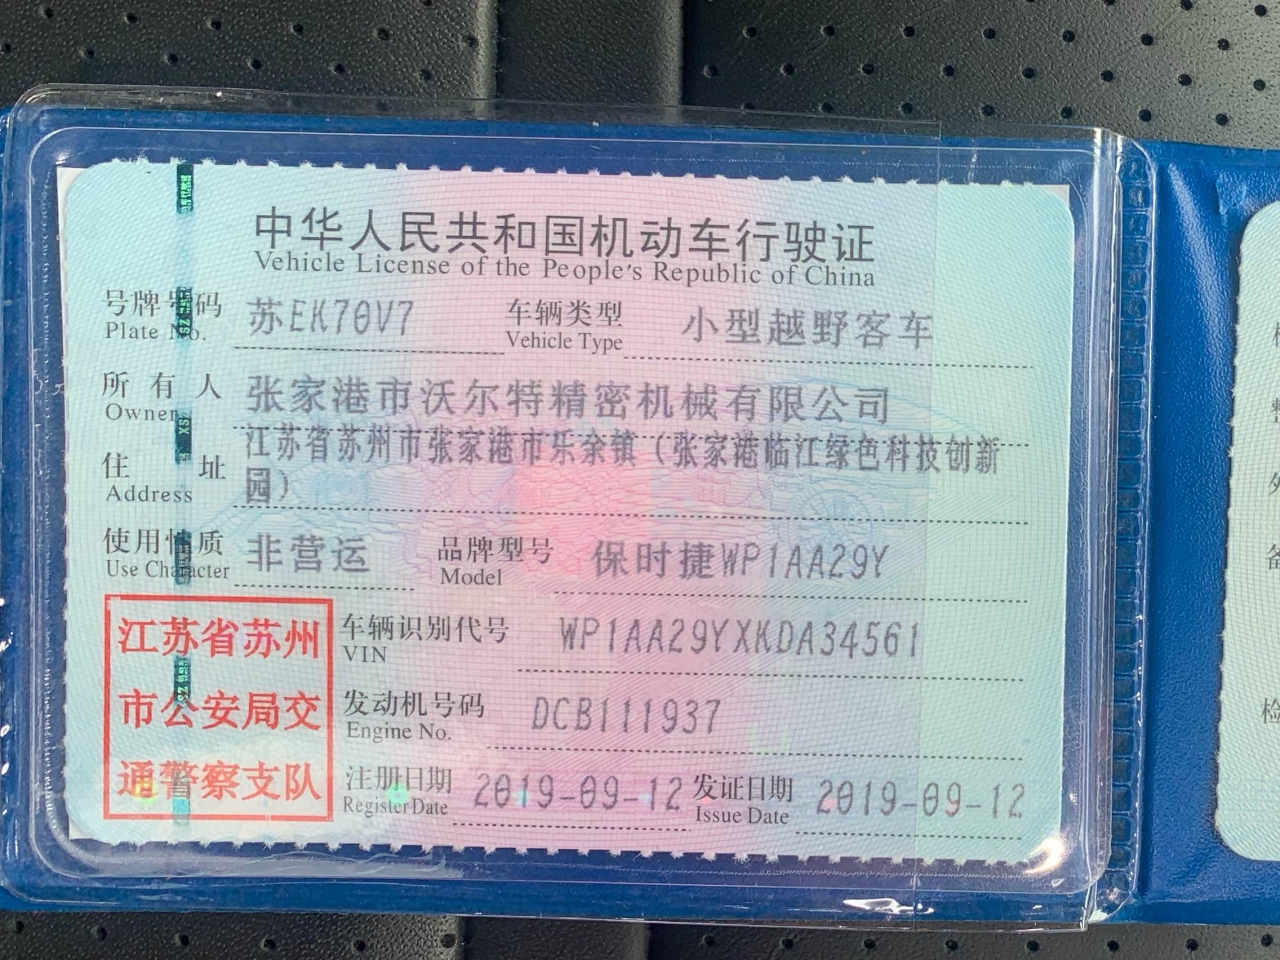 中华人民共和国机动车行驶证
Vehicle License of the People's Republic of China
号牌号码 苏EK70V7 车辆类型 小型越野客车
Plate No. Vehicle Type
所有人 张家港市沃尔特精密机械有限公司
Owner
住址 江苏省苏州市张家港市乐余镇（张家港临江绿色科技创新
园）
Address
使用性质 非营运 品牌型号 保时捷WP1AA29Y
Use Character Model
江苏省苏州
市公安局交
通警察支队
车辆识别代号 WP1AA29YXKDA34561
VIN
发动机号码 DCB111937
Engine No.
注册日期 2019-09-12 发证日期 2019-09-12
Register Date Issue Date
检